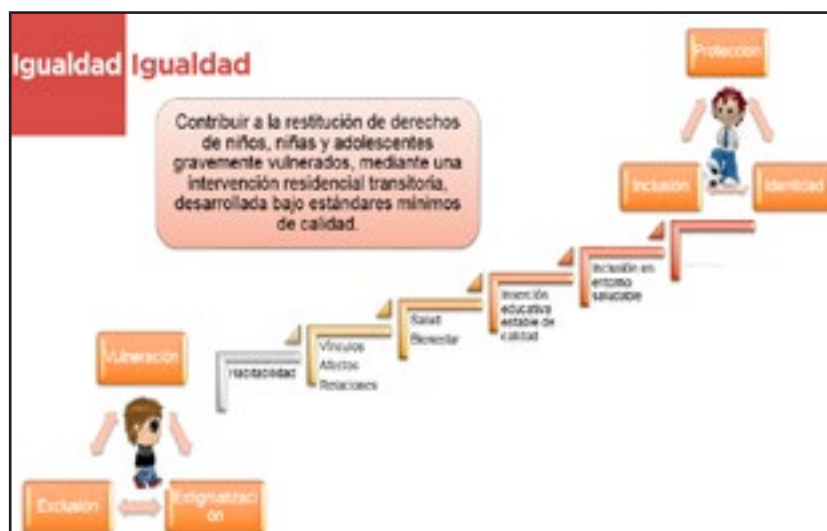 Igualdad Igualdad
Protección
Contribuir a la restitución de derechos
de niños, niñas y adolescentes
gravemente vulnerados, mediante una
intervención residencial transitoria,
desarrollada bajo estándares mínimos
de calidad.
Inclusión
Identidad
Inclusión en
entorno
saludable
Inserción
educativa
estable de
calidad
Salud
Bienestar
Vínculos
Afectos
Relaciones
Habitabilidad
Vulneración
Exclusión
Estigmatizaci
ón